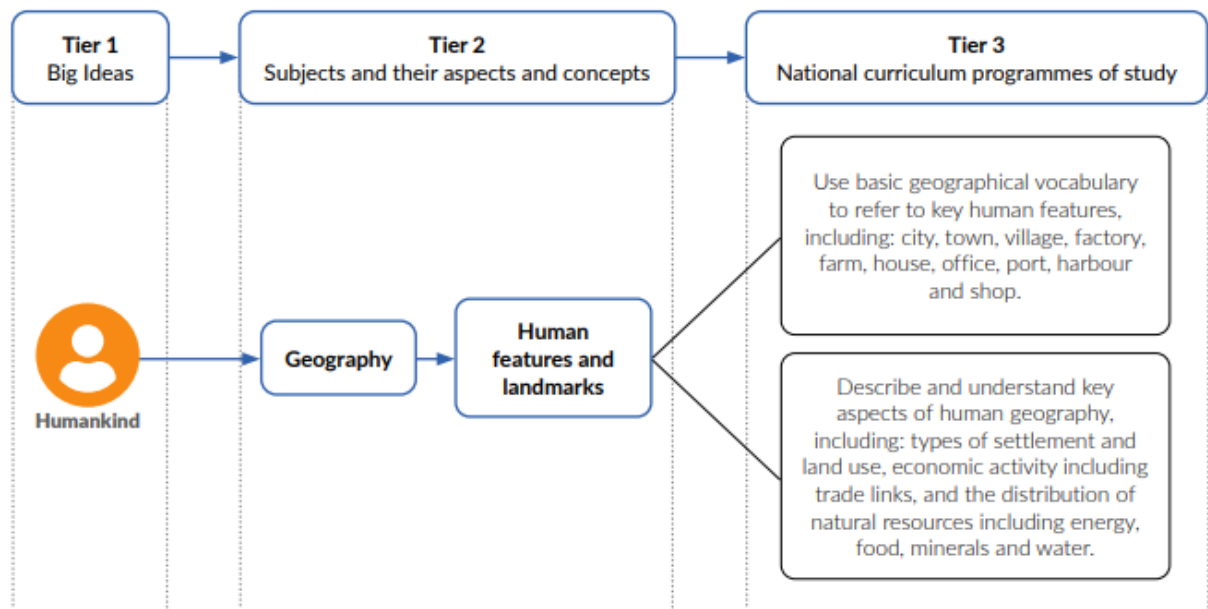 Tier 1
Big Ideas
Tier 2
Subjects and their aspects and concepts
Tier 3
National curriculum programmes of study
Humankind
Geography
Human
features and
landmarks
Use basic geographical vocabulary
to refer to key human features,
including: city, town, village, factory,
farm, house, office, port, harbour
and shop.
Describe and understand key
aspects of human geography,
including: types of settlement and
land use, economic activity including
trade links, and the distribution of
natural resources including energy,
food, minerals and water.